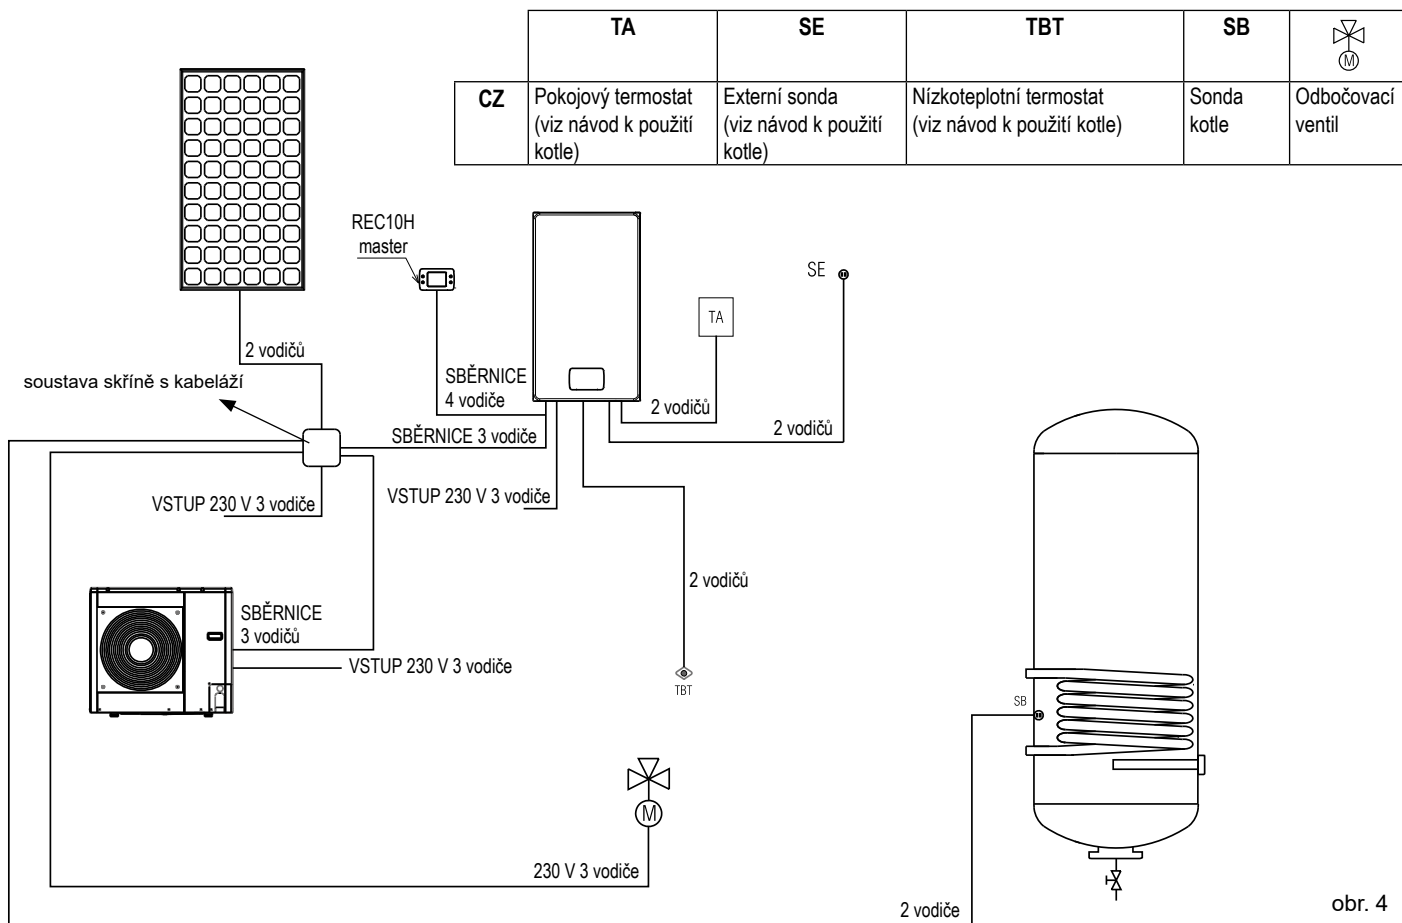 TA SE TBT SB
M
CZ Pokojový termostat Externí sonda Nízkoteplotní termostat Sonda Odbočovací
(viz návod k použití (viz návod k použití (viz návod k použití kotle) kotle ventil
kotle) kotle)
REC10H
master
SE
TA
2 vodičů
soustava skříně s kabeláží
SBĚRNICE
4 vodiče
2 vodičů
2 vodičů
SBĚRNICE 3 vodiče
VSTUP 230 V 3 vodiče
VSTUP 230 V 3 vodiče
2 vodičů
SBĚRNICE
3 vodičů
VSTUP 230 V 3 vodiče
TBT
SB
M
230 V 3 vodiče
2 vodiče
obr. 4